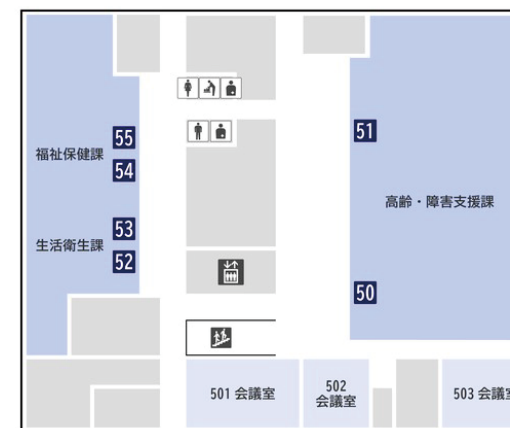 55
福祉保健課
54
53
生活衛生課
52
51
高齢・障害支援課
50
501 会議室
502
会議室
503 会議室